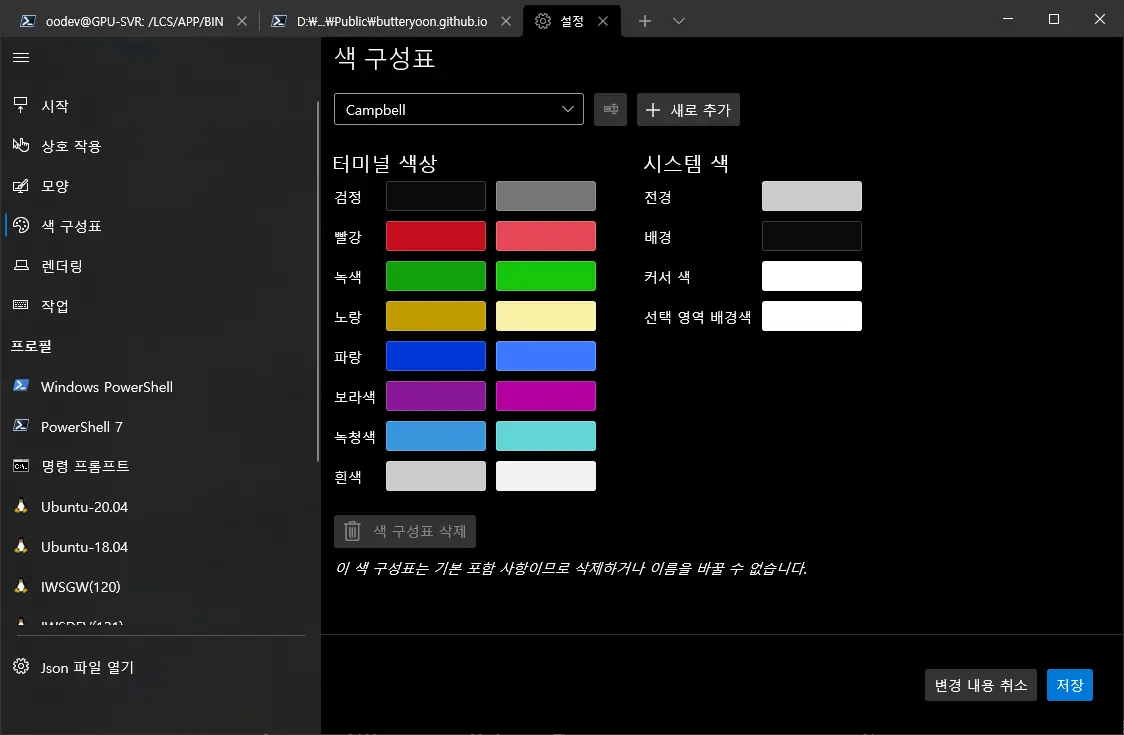 oodev@GPU-SVR: /LCS/APP/BIN
D:₩...₩Public₩butteryoon.github.io
설정
색 구성표
시작
상호 작용
모양
색 구성표
렌더링
작업
프로필
Windows PowerShell
PowerShell 7
명령 프롬프트
Ubuntu-20.04
Ubuntu-18.04
IWSGW(120)
IWSDEV(121)
Json 파일 열기
Campbell
새로 추가
터미널 색상
검정
빨강
녹색
노랑
파랑
보라색
녹청색
흰색
시스템 색
전경
배경
커서 색
선택 영역 배경색
색 구성표 삭제
이 색 구성표는 기본 포함 사항이므로 삭제하거나 이름을 바꿀 수 없습니다.
변경 내용 취소
저장